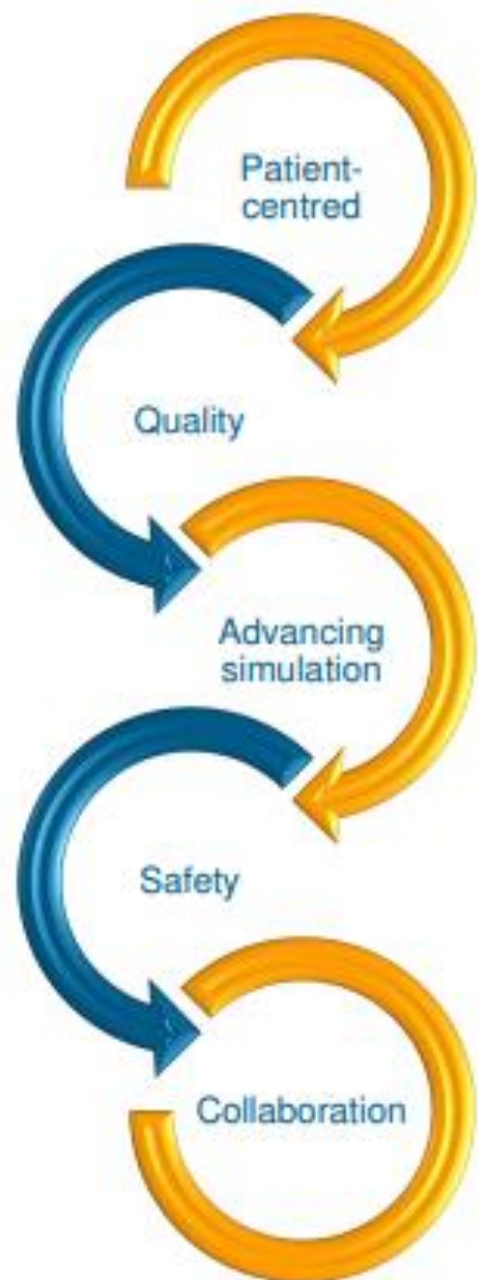 Patient-
centred
Quality
Advancing
simulation
Safety
Collaboration